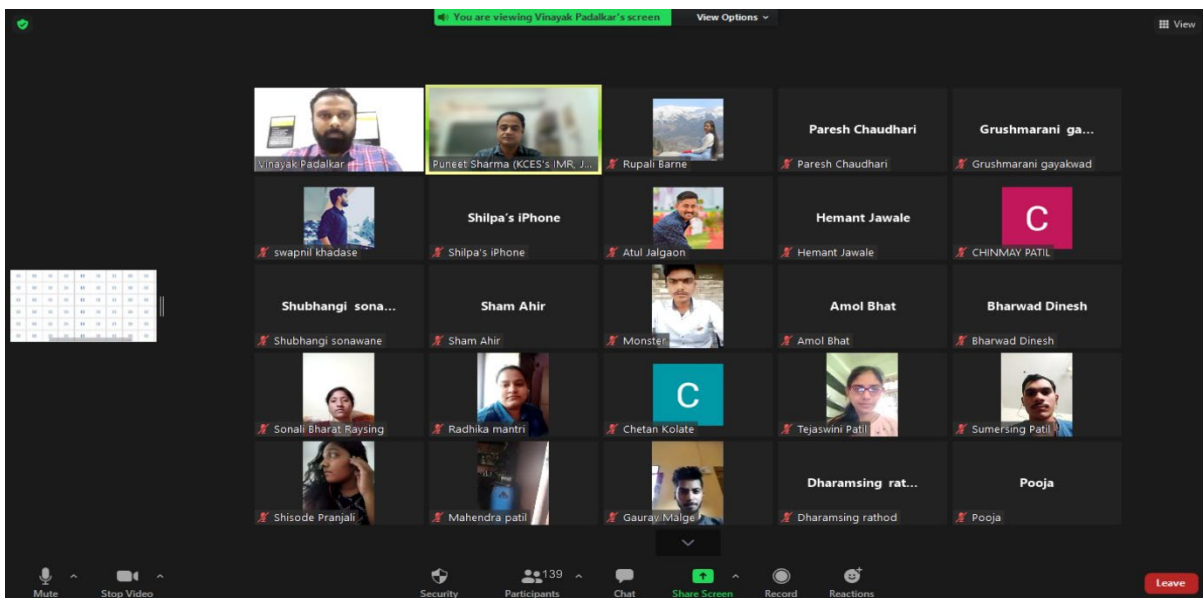 You are viewing Vinayak Padalkar's screen View Options
View
Vinayak Padalkar
Puneet Sharma (KCES's IMR, J...
Rupali Barne
Paresh Chaudhari
Paresh Chaudhari
Grushmarani ga...
Grushmarani gayakwad
swapnil khadase
Shilpa's iPhone
Shilpa's iPhone
Atul Jalgaon
Hemant Jawale
Hemant Jawale
C
CHINMAY PATIL
Shubhangi sona...
Shubhangi sonawane
Sham Ahir
Sham Ahir
Monster
Amol Bhat
Amol Bhat
Bharwad Dinesh
Bharwad Dinesh
Sonali Bharat Raysing
Radhika mantri
C
Chetan Kolate
Tejaswini Patil
Sumersing Patil
Shisode Pranjali
Mahendra patil
Gaurav Malge
Dharamsing rat...
Dharamsing rathod
Pooja
Pooja
139
Mute Stop Video Security Participants Chat Share Screen Record Reactions Leave